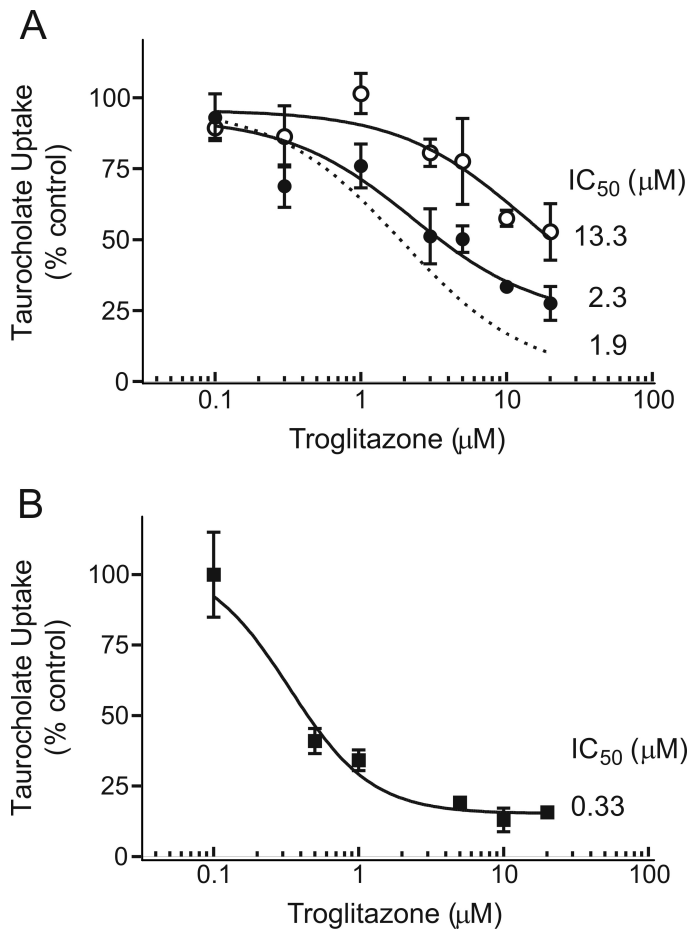 A
Taurocholate Uptake
(% control)
100
75
50
25
0
0.1
1
10
100
Troglitazone (μM)
IC50 (μM)
13.3
2.3
1.9
B
Taurocholate Uptake
(% control)
100
75
50
25
0
0.1
1
10
100
Troglitazone (μM)
IC50 (μM)
0.33